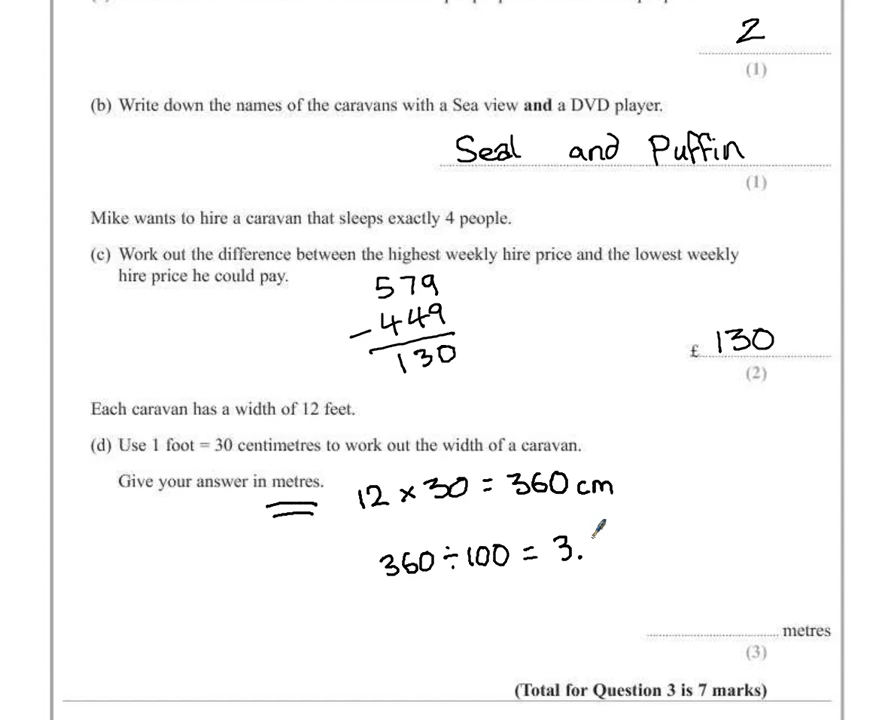 2
(1)
(b) Write down the names of the caravans with a Sea view and a DVD player.
Seal and Puffin
(1)
Mike wants to hire a caravan that sleeps exactly 4 people.
(c) Work out the difference between the highest weekly hire price and the lowest weekly
hire price he could pay.
579
- 449
130
£ 130
(2)
Each caravan has a width of 12 feet.
(d) Use 1 foot = 30 centimetres to work out the width of a caravan.
Give your answer in metres.
12 × 30 = 360 cm
360 ÷ 100 = 3.
metres
(3)
(Total for Question 3 is 7 marks)